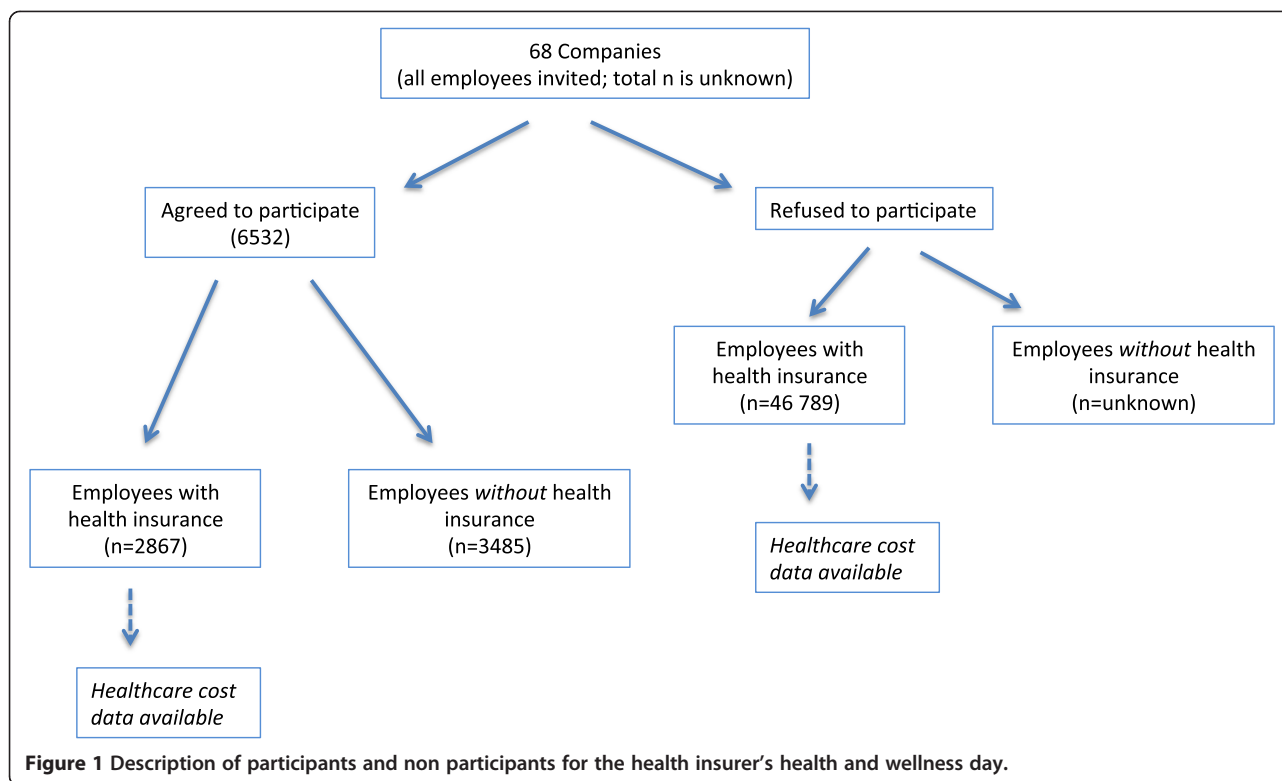 68 Companies
(all employees invited; total n is unknown)
Agreed to participate
(6532)
Refused to participate
Employees with
health insurance
(n=46 789)
Employees without health
insurance
(n=unknown)
Employees with
health insurance
(n=2867)
Employees without health
insurance
(n=3485)
Healthcare cost
data available
Healthcare cost
data available
Figure 1 Description of participants and non participants for the health insurer's health and wellness day.